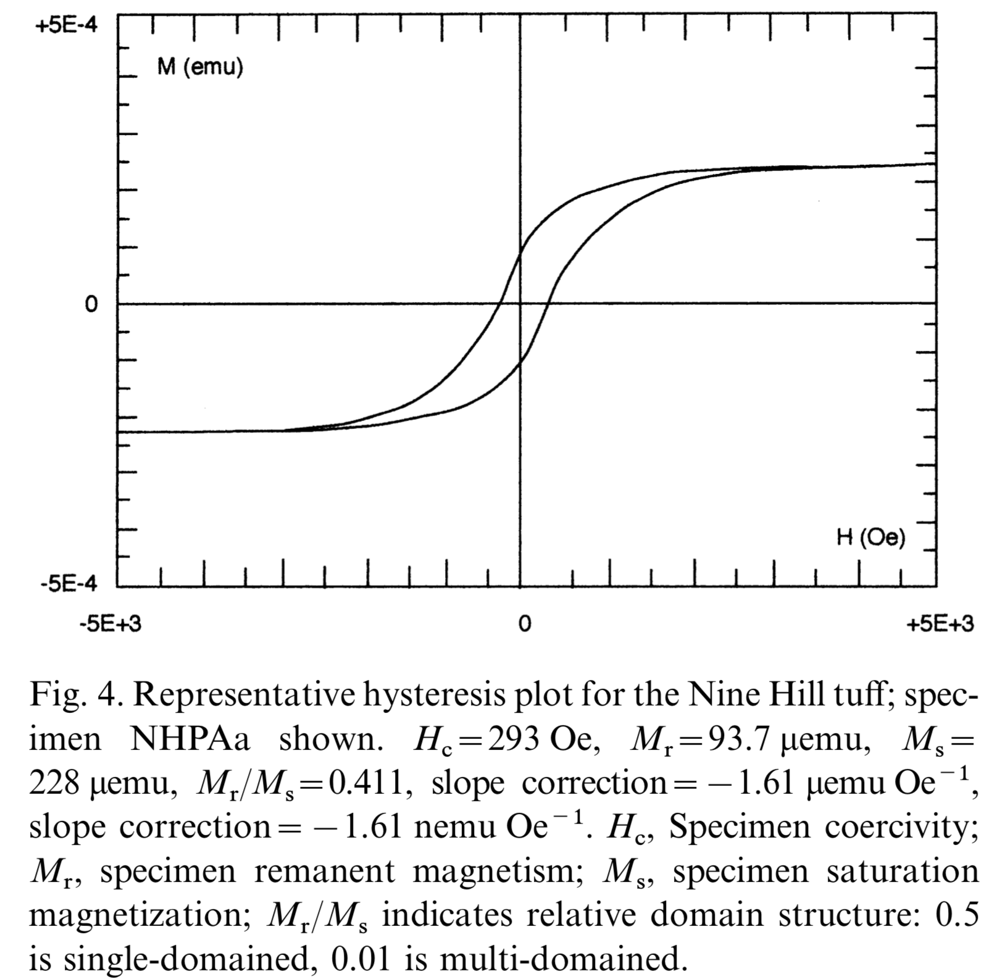 +5E-4
M (emu)
0
H (Oe)
-5E-4
-5E+3
0
+5E+3
Fig. 4. Representative hysteresis plot for the Nine Hill tuff; spec-
imen NHPAa shown. Hc=293 Oe, Mr=93.7 μemu, Ms=
228 μemu, Mr/Ms=0.411, slope correction=−1.61 μemu Oe−1,
slope correction=−1.61 nemu Oe−1. Hc, Specimen coercivity;
Mr, specimen remanent magnetism; Ms, specimen saturation
magnetization; Mr/Ms indicates relative domain structure: 0.5
is single-domained, 0.01 is multi-domained.